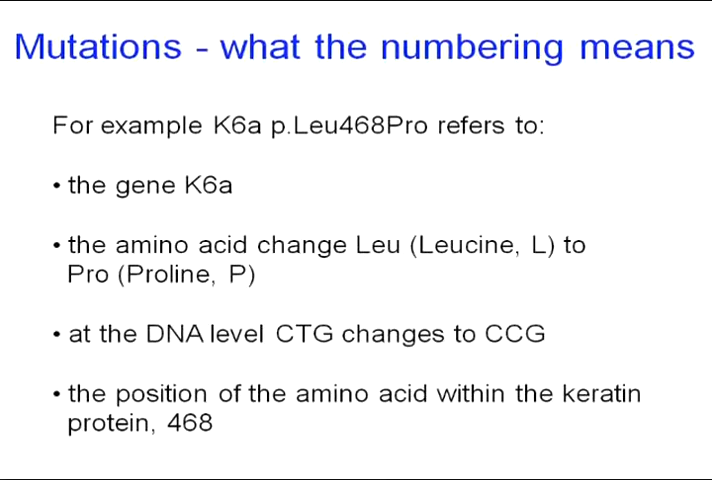 Mutations - what the numbering means
For example K6a p.Leu468Pro refers to:
• the gene K6a
• the amino acid change Leu (Leucine, L) to
Pro (Proline, P)
• at the DNA level CTG changes to CCG
• the position of the amino acid within the keratin
protein, 468